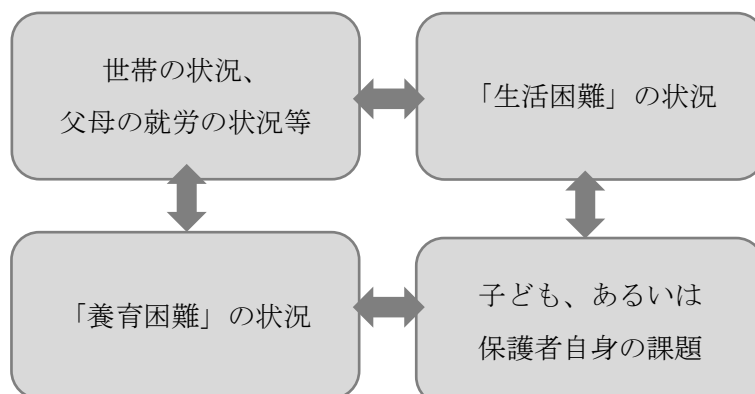 世帯の状況、
父母の就労の状況等
「生活困難」の状況
「養育困難」の状況
子ども、あるいは
保護者自身の課題